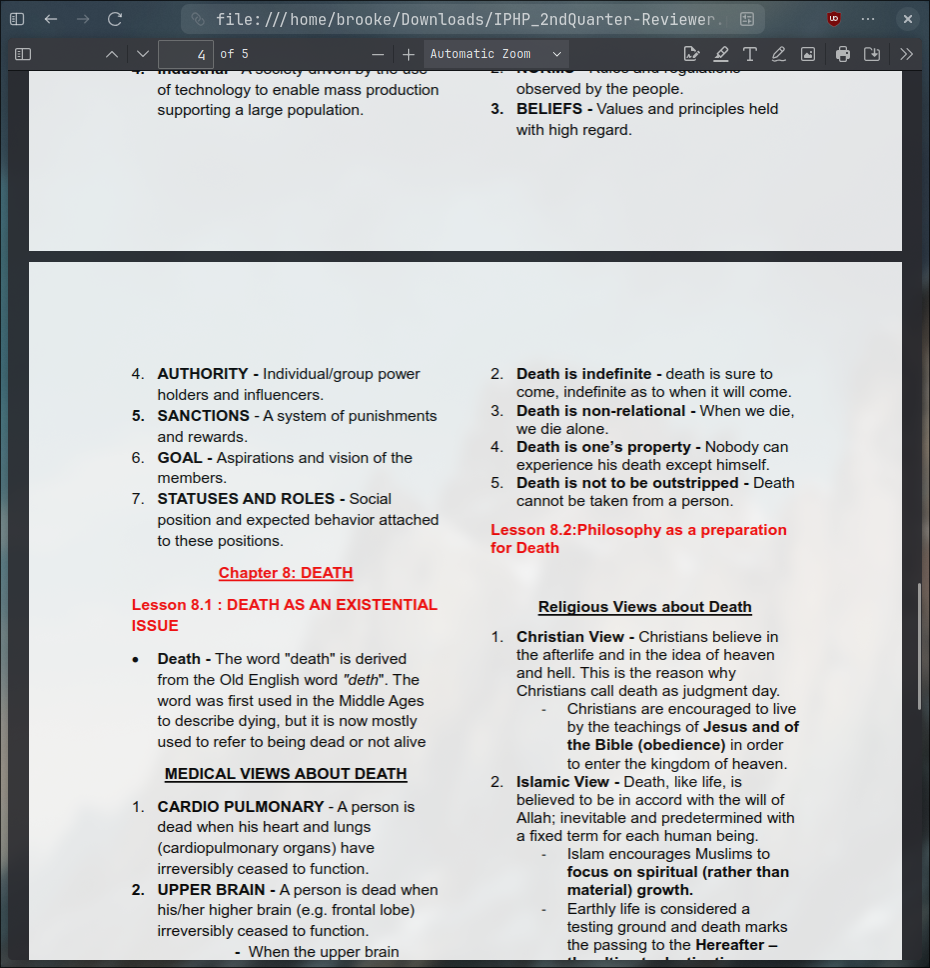 file:///home/brooke/Downloads/IPHP_2ndQuarter-Reviewer.
UD
4 of 5
Automatic Zoom
4. Industrial - A society driven by the use
of technology to enable mass production
supporting a large population.
2. NORMS - Rules and regulations
observed by the people.
3. BELIEFS - Values and principles held
with high regard.
4. AUTHORITY - Individual/group power
holders and influencers.
5. SANCTIONS - A system of punishments
and rewards.
6. GOAL - Aspirations and vision of the
members.
7. STATUSES AND ROLES - Social
position and expected behavior attached
to these positions.
Chapter 8: DEATH
Lesson 8.1 : DEATH AS AN EXISTENTIAL
ISSUE
• Death - The word "death" is derived
from the Old English word "deth". The
word was first used in the Middle Ages
to describe dying, but it is now mostly
used to refer to being dead or not alive
MEDICAL VIEWS ABOUT DEATH
1. CARDIO PULMONARY - A person is
dead when his heart and lungs
(cardiopulmonary organs) have
irreversibly ceased to function.
2. UPPER BRAIN - A person is dead when
his/her higher brain (e.g. frontal lobe)
irreversibly ceased to function.
- When the upper brain
2. Death is indefinite - death is sure to
come, indefinite as to when it will come.
3. Death is non-relational - When we die,
we die alone.
4. Death is one's property - Nobody can
experience his death except himself.
5. Death is not to be outstripped - Death
cannot be taken from a person.
Lesson 8.2:Philosophy as a preparation
for Death
Religious Views about Death
1. Christian View - Christians believe in
the afterlife and in the idea of heaven
and hell. This is the reason why
Christians call death as judgment day.
- Christians are encouraged to live
by the teachings of Jesus and of
the Bible (obedience) in order
to enter the kingdom of heaven.
2. Islamic View - Death, like life, is
believed to be in accord with the will of
Allah; inevitable and predetermined with
a fixed term for each human being.
- Islam encourages Muslims to
focus on spiritual (rather than
material) growth.
- Earthly life is considered a
testing ground and death marks
the passing to the Hereafter –